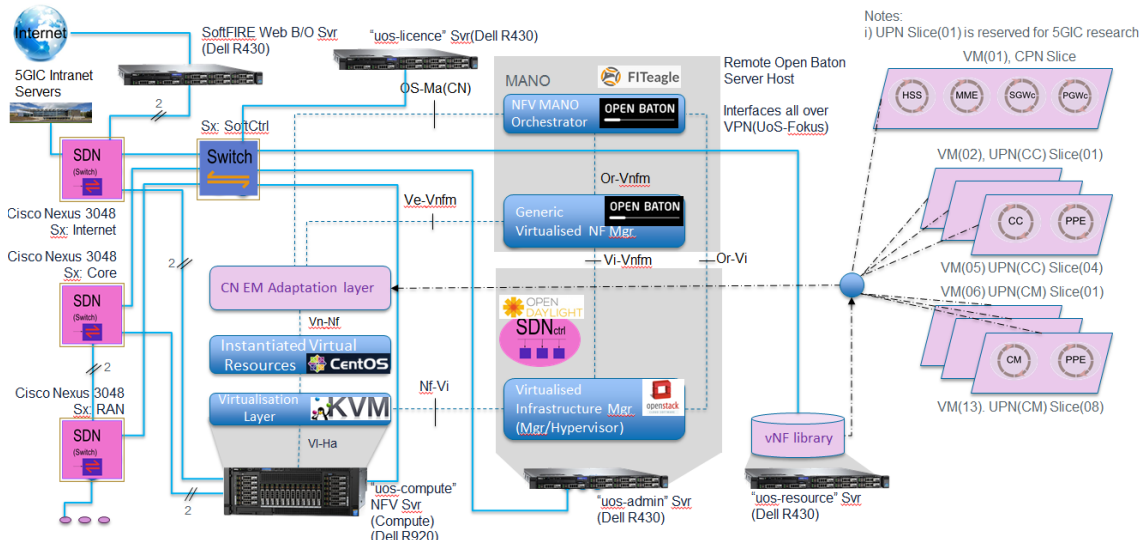 SoftFIRE Web B/O Svr
(Dell R430)
Internet
5GIC Intranet
Servers
2
"uos-licence" Svr(Dell R430)
OS-Ma(CN)
Sx: SoftCtrl
Switch
SDN
(Switch)
Cisco Nexus 3048
Sx: Internet
Cisco Nexus 3048
Sx: Core
SDN
(Switch)
2
2
Cisco Nexus 3048
Sx: RAN
SDN
(Switch)
2
MANO
FITeagle
NFV MANO
Orchestrator
OPEN BATON
Remote Open Baton
Server Host
Interfaces all over
VPN(UoS-Fokus)
Or-Vnfm
Ve-Vnfm
Generic
Virtualised NF Mgr
OPEN BATON
Vi-Vnfm
Or-Vi
CN EM Adaptation layer
Vn-Nf
Instantiated Virtual
Resources
CentOS
Virtualisation
Layer
KVM
Nf-Vi
VI-Ha
OPEN
DAYLIGHT
SDNctrl
Virtualised
Infrastructure Mgr
(Mgr/Hypervisor)
openstack
"uos-compute"
NFV Svr
(Compute)
(Dell R920)
"uos-admin" Svr
(Dell R430)
vNF library
"uos-resource" Svr
(Dell R430)
Notes:
i) UPN Slice(01) is reserved for 5GIC research
VM(01), CPN Slice
HSS
MME
SGWc
PGWc
VM(02), UPN(CC) Slice(01)
CC
PPE
VM(05) UPN(CC) Slice(04)
VM(06) UPN(CM) Slice(01)
CM
PPE
VM(13). UPN(CM) Slice(08)